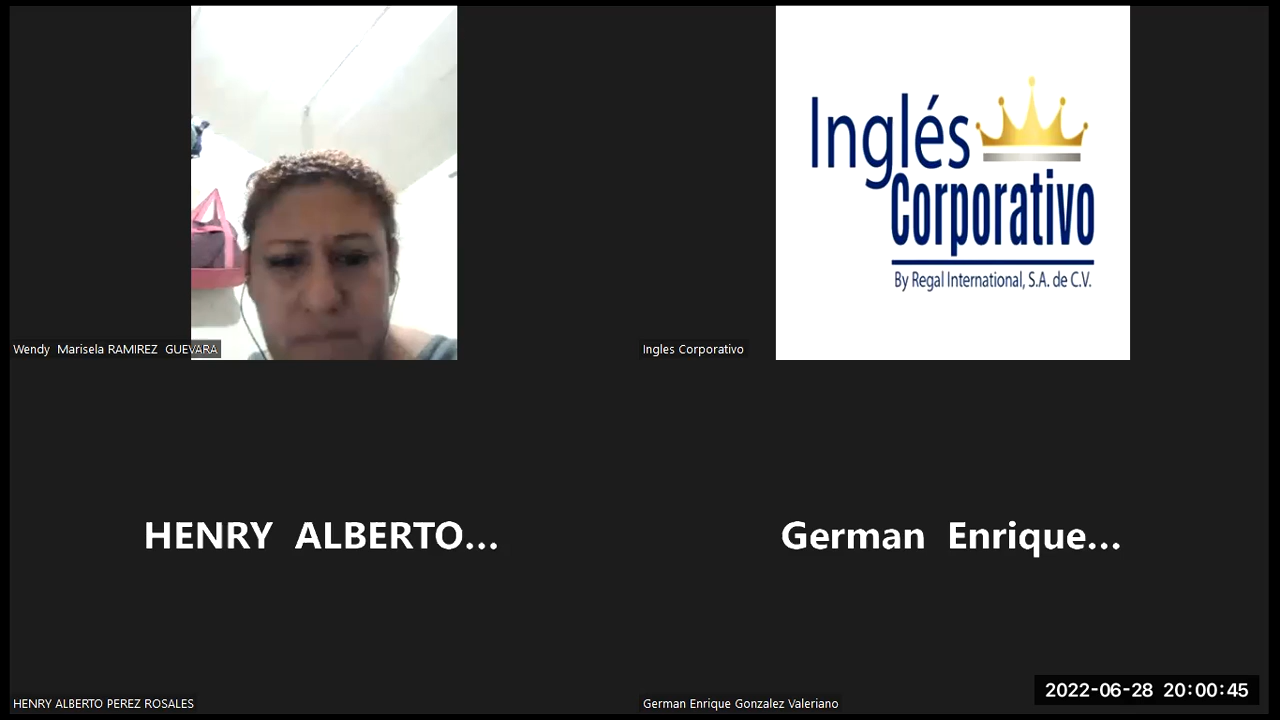 Inglés
Corporativo
By Regal International, S.A. de C.V.
Wendy  Marisela RAMIREZ  GUEVARA
Ingles Corporativo
HENRY  ALBERTO...
German  Enrique...
HENRY ALBERTO PEREZ ROSALES
German Enrique Gonzalez Valeriano
2022-06-28  20:00:45